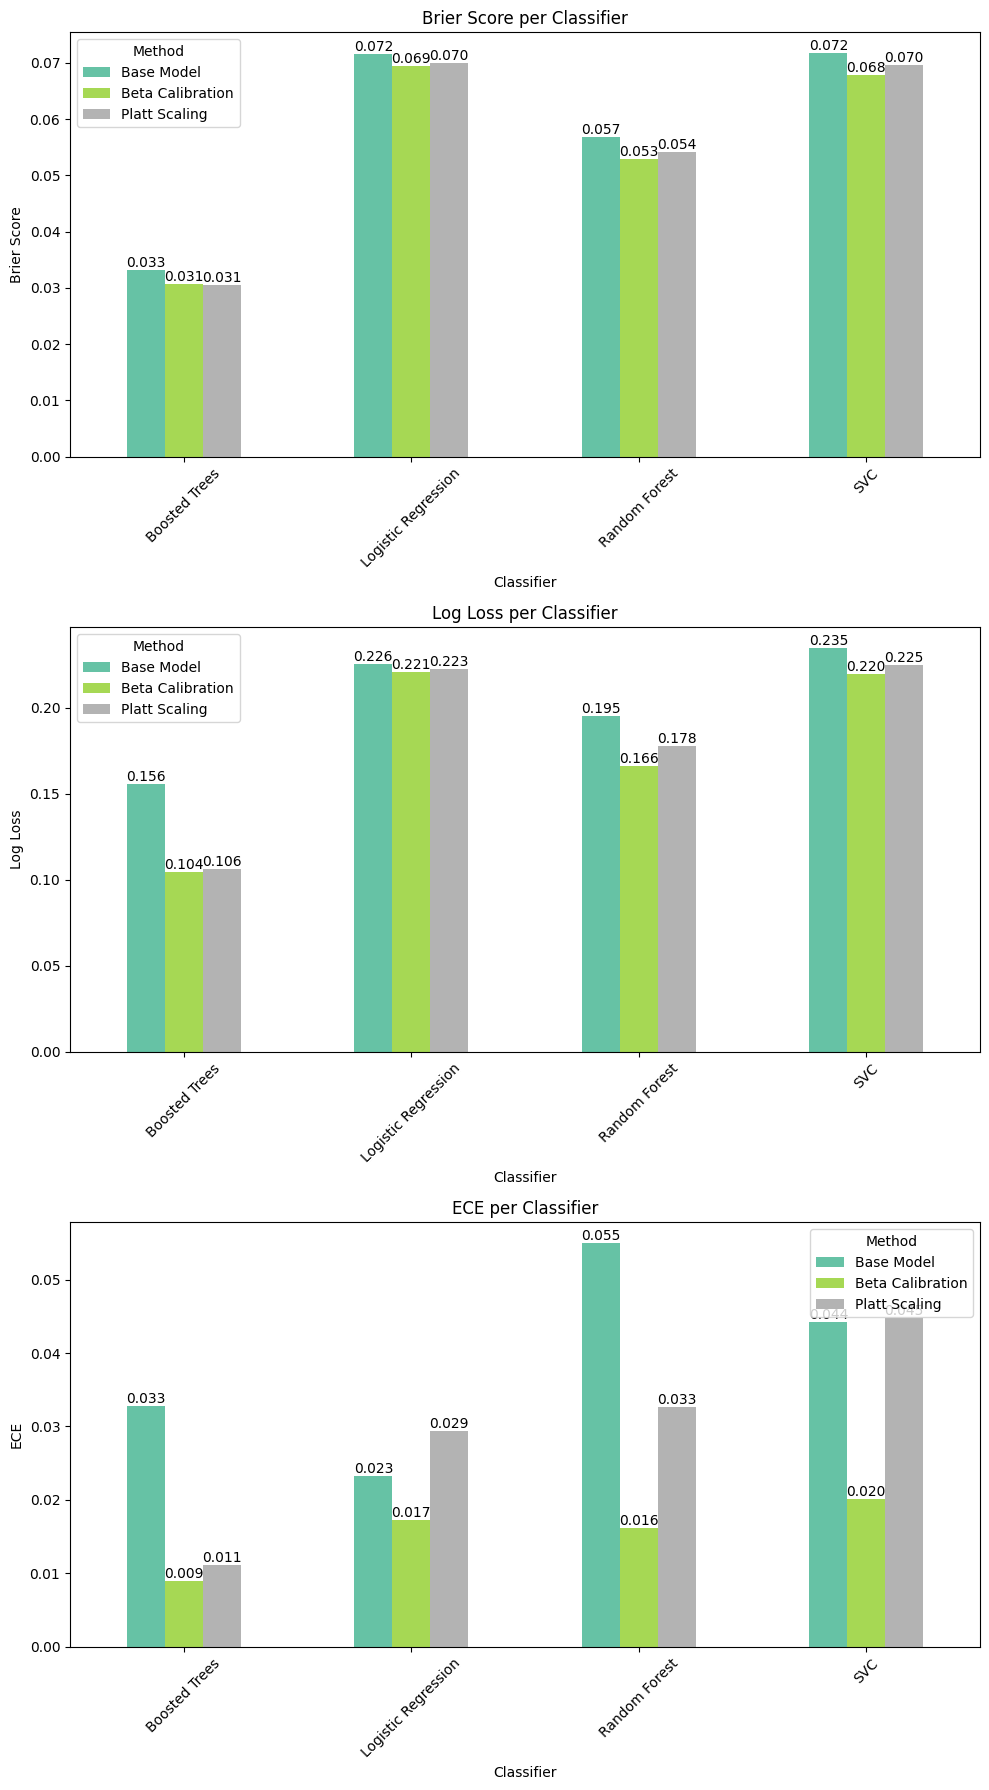 Brier Score per Classifier
Method
Base Model
Beta Calibration
Platt Scaling
Brier Score
0.07
0.06
0.05
0.04
0.03
0.02
0.01
0.00
0.033
0.031
0.031
0.072
0.069
0.070
0.057
0.053
0.054
0.072
0.068
0.070
Boosted Trees
Logistic Regression
Random Forest
SVC
Classifier
Log Loss per Classifier
Method
Base Model
Beta Calibration
Platt Scaling
Log Loss
0.20
0.15
0.10
0.05
0.00
0.156
0.104
0.106
0.226
0.221
0.223
0.195
0.166
0.178
0.235
0.220
0.225
Boosted Trees
Logistic Regression
Random Forest
SVC
Classifier
ECE per Classifier
Method
Base Model
Beta Calibration
Platt Scaling
ECE
0.05
0.04
0.03
0.02
0.01
0.00
0.033
0.009
0.011
0.023
0.017
0.029
0.055
0.016
0.033
0.044
0.020
Boosted Trees
Logistic Regression
Random Forest
SVC
Classifier